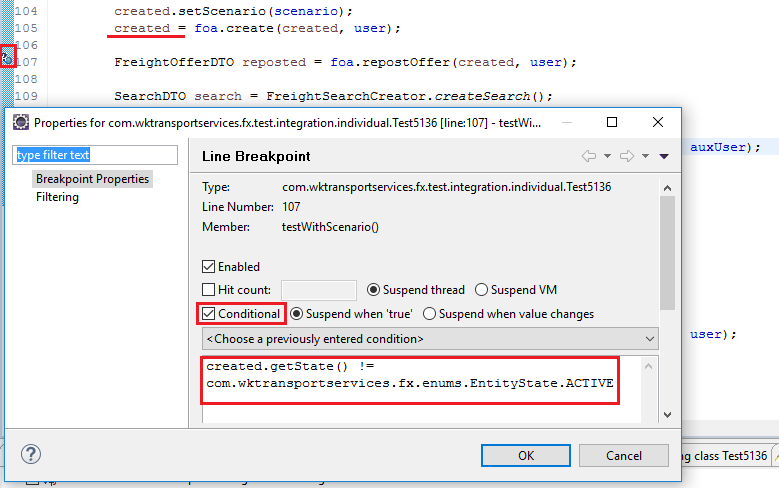 104 created.setScenario(scenario);
105 created = foa.create(created, user);
106
107 FreightOfferDTO reposted = foa.repostOffer(created, user);
108
109 SearchDTO search = FreightSearchCreator.createSearch();
Properties for com.wktransportservices.fx.test.integration.individual.Test5136 [line:107] - testWi...
type filter text
Breakpoint Properties
Filtering
Line Breakpoint
Type: com.wktransportservices.fx.test.integration.individual.Test5136
Line Number: 107
Member: testWithScenario()
Enabled
Hit count: Suspend thread Suspend VM
Conditional Suspend when 'true' Suspend when value changes
<Choose a previously entered condition>
created.getState() !=
com.wktransportservices.fx.enums.EntityState.ACTIVE
OK Cancel
auxUser);
user);
ng class Test5136